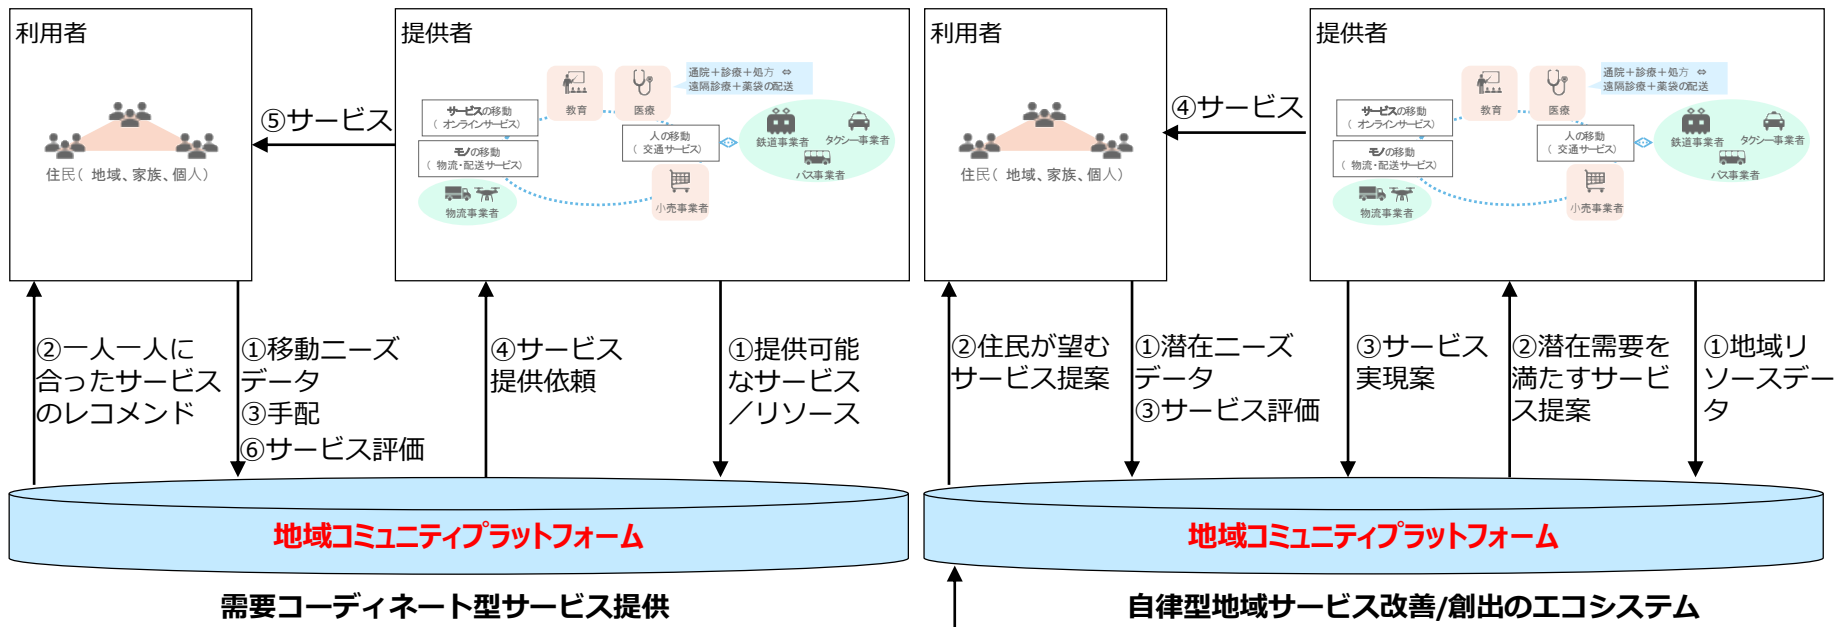 利用者
住民( 地域、家族、個人)
⑤サービス
提供者
教育
医療
通院+診療+処方 ⇔
遠隔診療+薬袋の配送
サービスの移動
( オンラインサービス)
モノの移動
( 物流・配送サービス)
人の移動
( 交通サービス)
鉄道事業者
タクシー事業者
バス事業者
物流事業者
小売事業者
②一人一人に
合ったサービス
のレコメンド
①移動ニーズ
データ
③手配
⑥サービス評価
④サービス
提供依頼
①提供可能
なサービス
／リソース
地域コミュニティプラットフォーム
需要コーディネート型サービス提供
利用者
住民( 地域、家族、個人)
④サービス
提供者
教育
医療
通院+診療+処方 ⇔
遠隔診療+薬袋の配送
サービスの移動
( オンラインサービス)
モノの移動
( 物流・配送サービス)
人の移動
( 交通サービス)
鉄道事業者
タクシー事業者
バス事業者
物流事業者
小売事業者
②住民が望む
サービス提案
①潜在ニーズ
データ
③サービス評価
③サービス
実現案
②潜在需要を
満たすサービ
ス提案
①地域リ
ソースデー
タ
地域コミュニティプラットフォーム
自律型地域サービス改善/創出のエコシステム